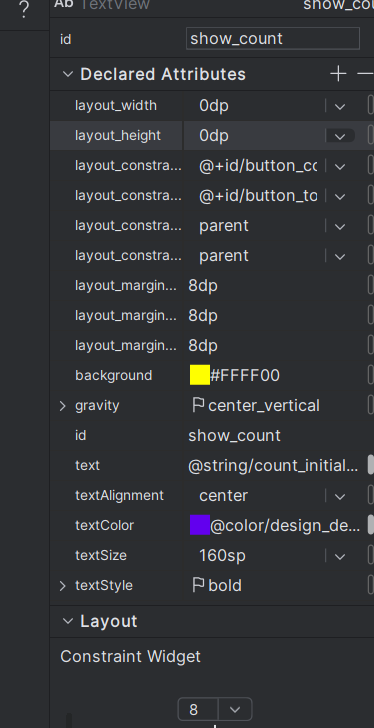 ? Ab TextView show_cou
id show_count
Declared Attributes
layout_width 0dp
layout_height 0dp
layout_constra... @+id/button_co
layout_constra... @+id/button_to
layout_constra... parent
layout_constra... parent
layout_margin... 8dp
layout_margin... 8dp
layout_margin... 8dp
background #FFFF00
gravity center_vertical
id show_count
text @string/count_initial...
textAlignment center
textColor @color/design_de...
textSize 160sp
textStyle bold
Layout
Constraint Widget
8